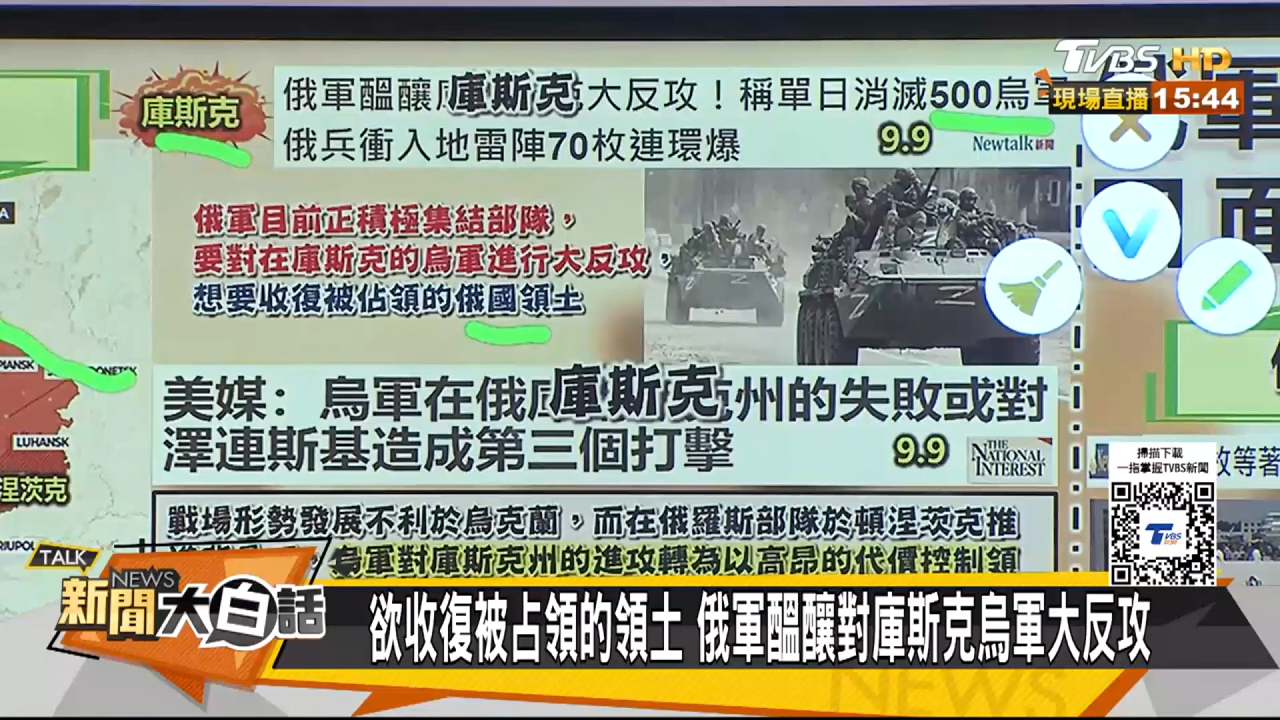 TVBS HD
現場直播 15:44
庫斯克
俄軍醞釀 庫斯克 大反攻！稱單日消滅500烏軍
俄兵衝入地雷陣70枚連環爆 9.9 Newtalk新聞
俄軍目前正積極集結部隊，
要對在庫斯克的烏軍進行大反攻，
想要收復被佔領的俄國領土
美媒：烏軍在俄 庫斯克 州的失敗或對
澤連斯基造成第三個打擊 9.9 THE NATIONAL INTEREST
LUHANSK
涅茨克
戰場形勢發展不利於烏克蘭，而在俄羅斯部隊於頓涅茨克推
烏軍對庫斯克州的進攻轉為以高昂的代價控制領
掃描下載
一指掌握TVBS新聞
TVBS 新聞
TALK
NEWS
新聞大白話
欲收復被占領的領土 俄軍醞釀對庫斯克烏軍大反攻
NEWS